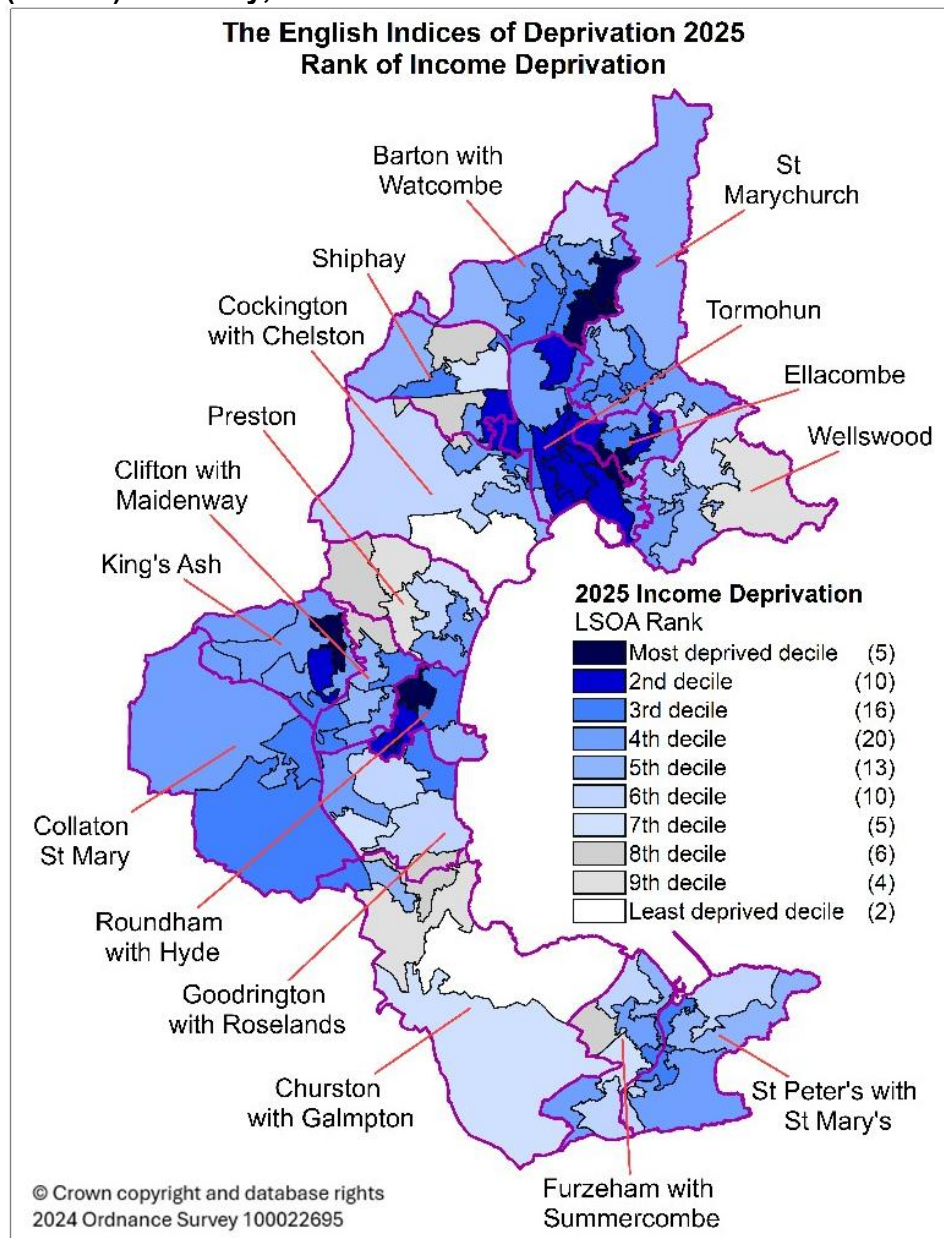 The English Indices of Deprivation 2025
Rank of Income Deprivation
Barton with
Watcombe
St
Marychurch
Shiphay
Cockington
with Chelston
Tormohun
Ellacombe
Preston
Wellswood
Clifton with
Maidenway
King's Ash
2025 Income Deprivation
LSOA Rank
Most deprived decile (5)
2nd decile (10)
3rd decile (16)
4th decile (20)
5th decile (13)
6th decile (10)
7th decile (5)
8th decile (6)
9th decile (4)
Least deprived decile (2)
Collaton
St Mary
Roundham
with Hyde
Goodrington
with Roselands
Churston
with Galmpton
St Peter's with
St Mary's
Furzeham with
Summercombe
© Crown copyright and database rights
2024 Ordnance Survey 100022695